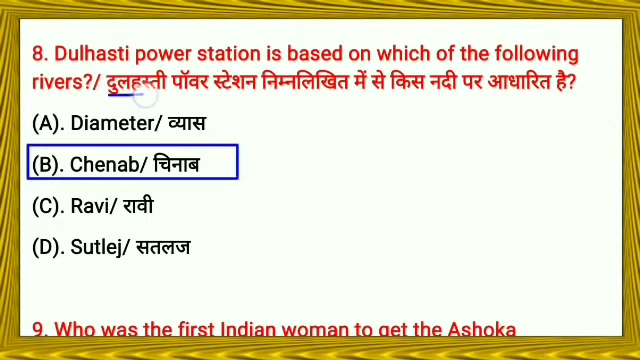 8. Dulhasti power station is based on which of the following
rivers?/ दुलहस्ती पॉवर स्टेशन निम्नलिखित में से किस नदी पर आधारित है?
(A). Diameter/ व्यास
(B). Chenab/ चिनाब
(C). Ravi/ रावी
(D). Sutlej/ सतलज
9. Who was the first Indian woman to get the Ashoka